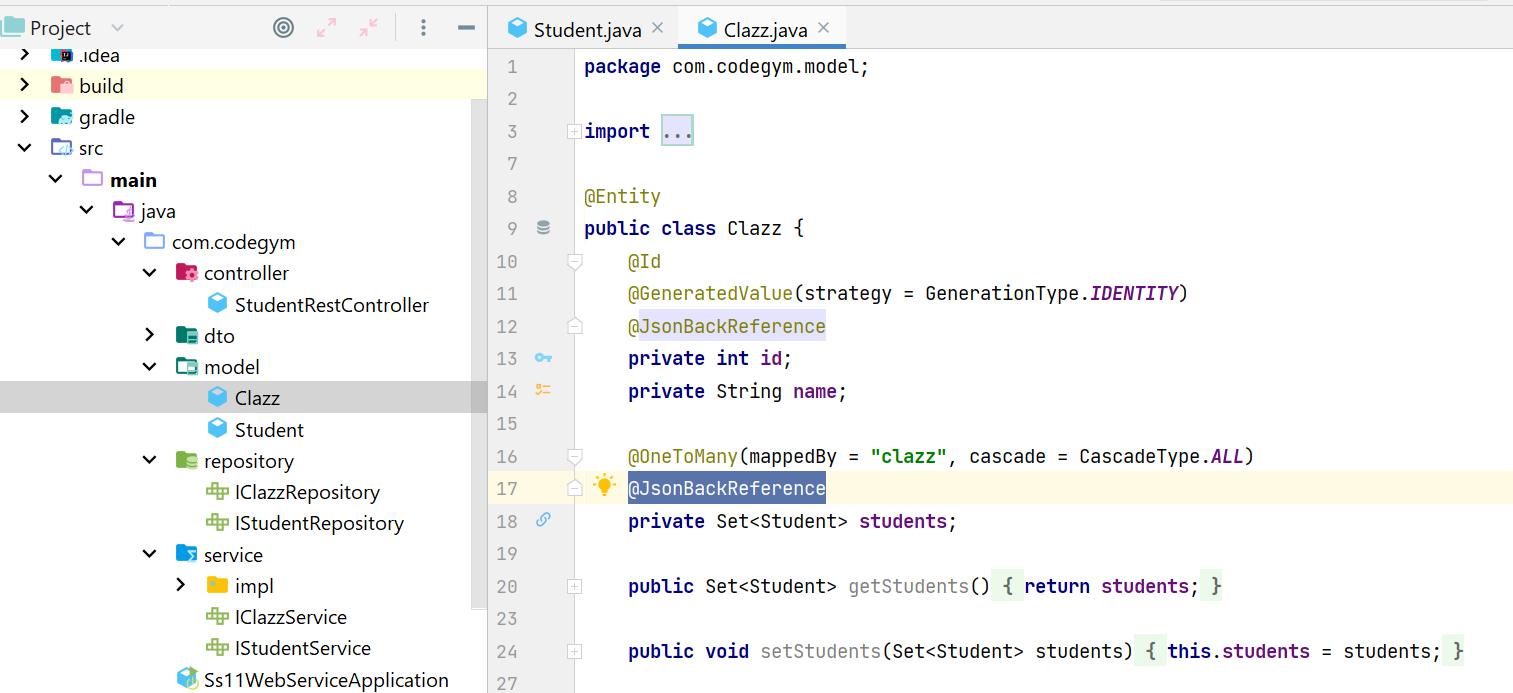 Project
.idea
build
gradle
src
main
java
com.codegym
controller
StudentRestController
dto
model
Clazz
Student
repository
IClazzRepository
IStudentRepository
service
impl
IClazzService
IStudentService
Ss11WebServiceApplication
Student.java Clazz.java
1 package com.codegym.model;
2
3 import ...
7
8 @Entity
9 public class Clazz {
10 @Id
11 @GeneratedValue(strategy = GenerationType.IDENTITY)
12 @JsonBackReference
13 private int id;
14 private String name;
15
16 @OneToMany(mappedBy = "clazz", cascade = CascadeType.ALL)
17 @JsonBackReference
18 private Set<Student> students;
19
20 public Set<Student> getStudents() { return students; }
23
24 public void setStudents(Set<Student> students) { this.students = students; }
27